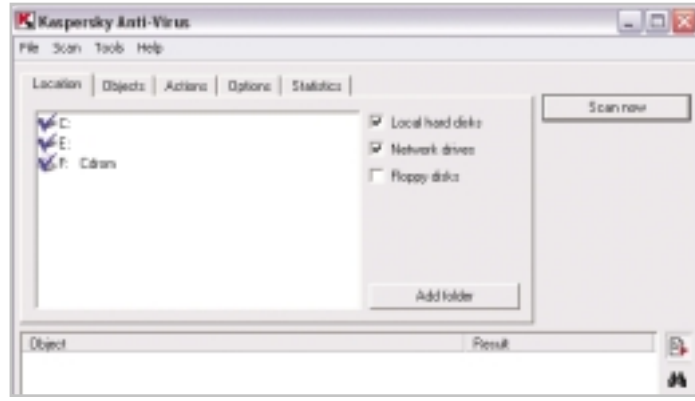 Kaspersky Anti-Virus
File Scan Tools Help
Location Objects Actions Options Statistics
Scan now
C:
E:
F: Cdrom
Local hard disks
Network drives
Floppy disks
Add folder
Object Result